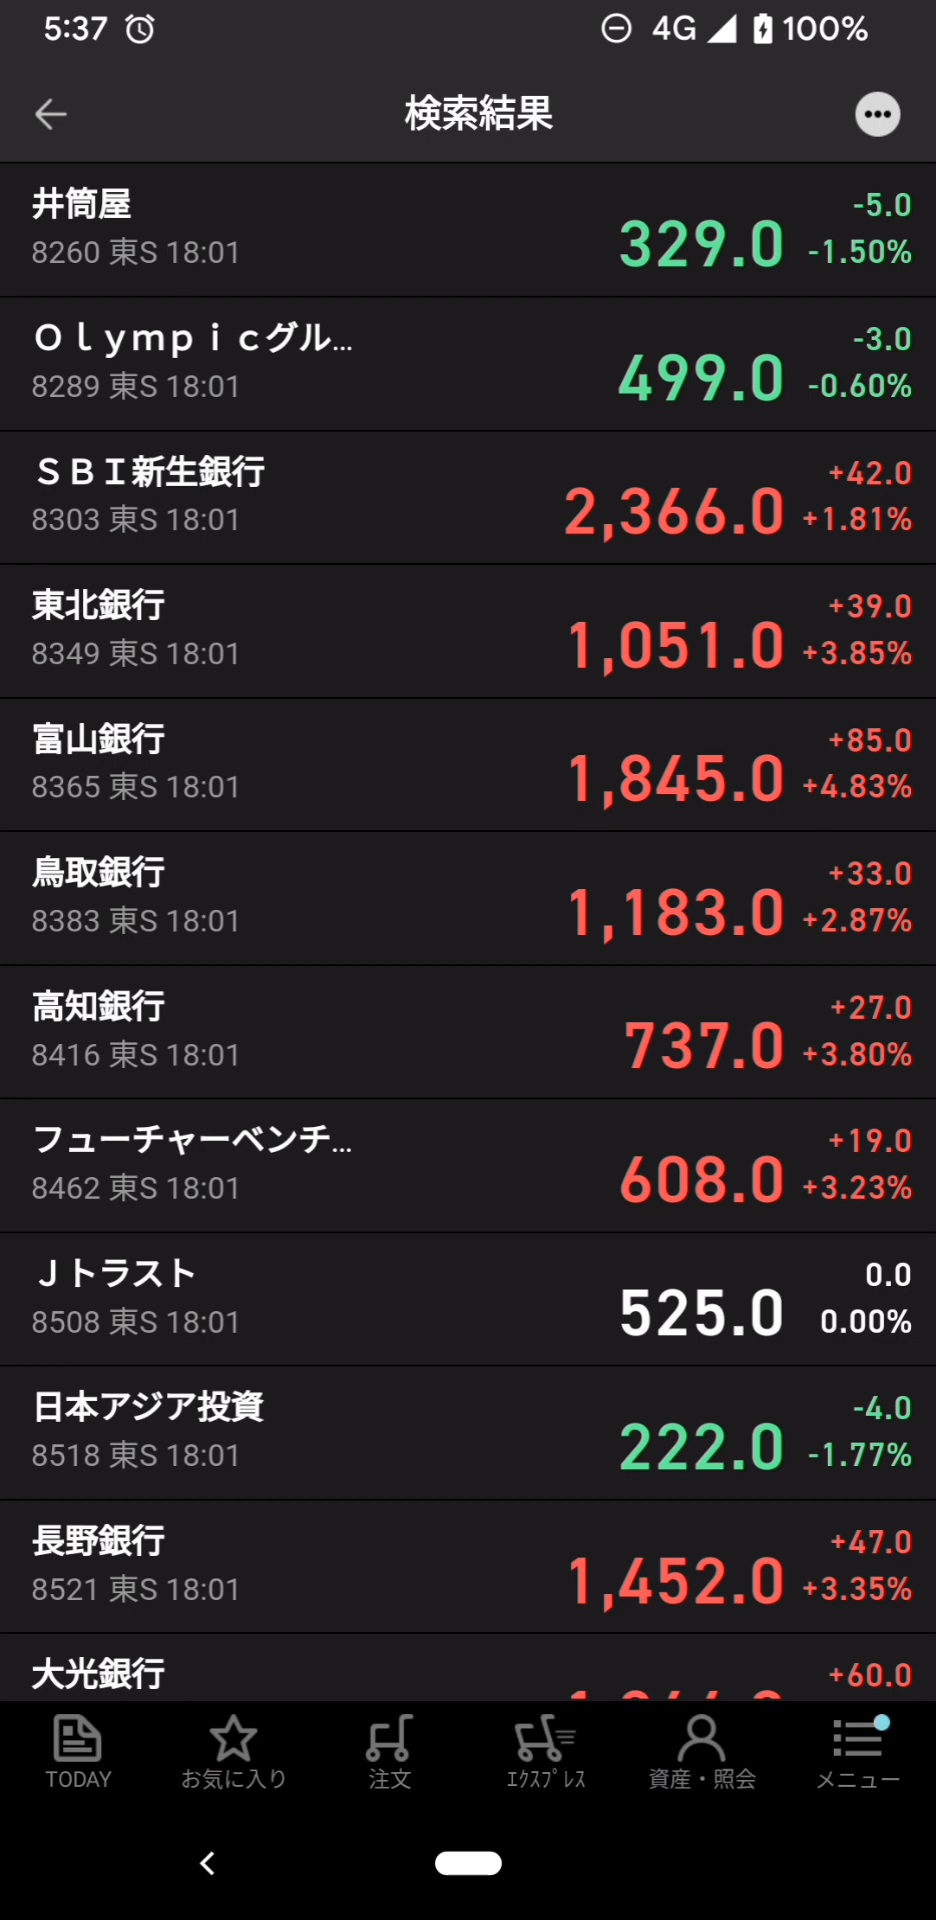 5:37 4G 100%
検索結果
井筒屋
8260 東S 18:01
329.0
-5.0
-1.50%
Ｏｌｙｍｐｉｃグル...
8289 東S 18:01
499.0
-3.0
-0.60%
ＳＢＩ新生銀行
8303 東S 18:01
2,366.0
+42.0
+1.81%
東北銀行
8349 東S 18:01
1,051.0
+39.0
+3.85%
富山銀行
8365 東S 18:01
1,845.0
+85.0
+4.83%
鳥取銀行
8383 東S 18:01
1,183.0
+33.0
+2.87%
高知銀行
8416 東S 18:01
737.0
+27.0
+3.80%
フューチャーベンチ...
8462 東S 18:01
608.0
+19.0
+3.23%
Ｊトラスト
8508 東S 18:01
525.0
0.0
0.00%
日本アジア投資
8518 東S 18:01
222.0
-4.0
-1.77%
長野銀行
8521 東S 18:01
1,452.0
+47.0
+3.35%
大光銀行
+60.0
TODAY
お気に入り
注文
ｴｸｽﾌﾟﾚｽ
資産・照会
メニュー